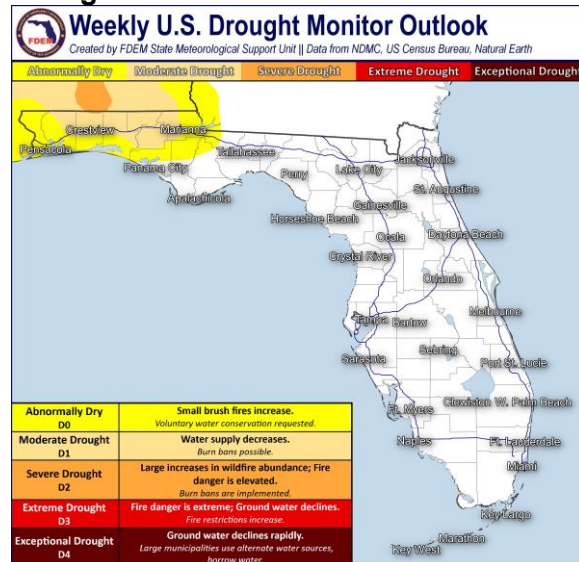 FDEM
Weekly U.S. Drought Monitor Outlook
Created by FDEM State Meteorological Support Unit || Data from NDMC, US Census Bureau, Natural Earth
Abnormally Dry Moderate Drought Severe Drought Extreme Drought Exceptional Drought
Crestview Marianna
Pensacola Tallahassee Jacksonville
Panama City Perry Lake City
St. Augustine
Apalachicola
Gainesville
Horseshoe Beach
Ocala Daytona Beach
Crystal River
Orlando
Melbourne
Tampa Bartow
Sebring
Sarasota Port St. Lucie
Ft. Myers Clewiston W. Palm Beach
Naples Ft. Lauderdale
Miami
Key Largo
Marathon
Key West
Abnormally Dry
D0
Small brush fires increase.
Voluntary water conservation requested.
Moderate Drought
D1
Water supply decreases.
Burn bans possible.
Severe Drought
D2
Large increases in wildfire abundance; Fire
danger is elevated.
Burn bans are implemented.
Extreme Drought
D3
Fire danger is extreme; Ground water declines.
Fire restrictions increase.
Exceptional Drought
D4
Ground water declines rapidly.
Large municipalities use alternate water sources,
borrow water.